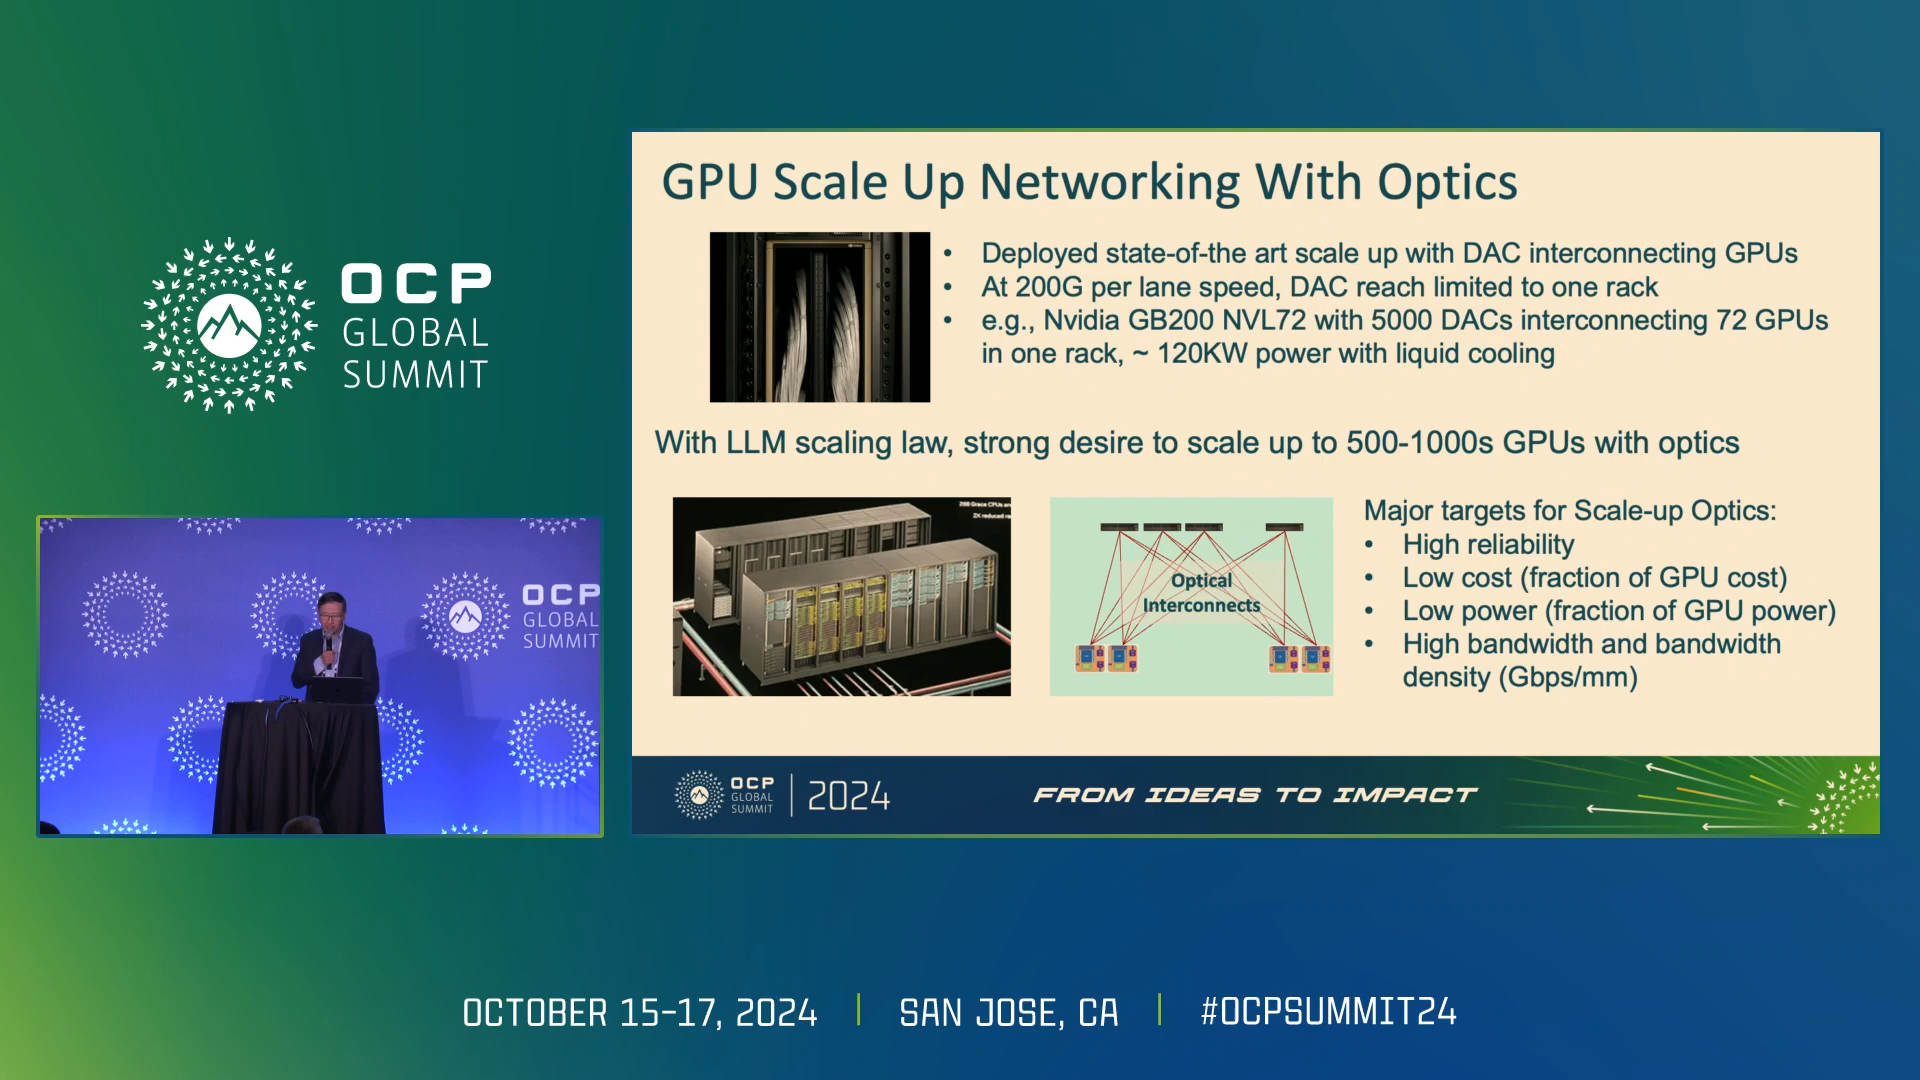 OCP
GLOBAL
SUMMIT
OCP
GLOBAL
SUMMIT
GPU Scale Up Networking With Optics
• Deployed state-of-the art scale up with DAC interconnecting GPUs
• At 200G per lane speed, DAC reach limited to one rack
• e.g., Nvidia GB200 NVL72 with 5000 DACs interconnecting 72 GPUs
in one rack, ~ 120KW power with liquid cooling
With LLM scaling law, strong desire to scale up to 500-1000s GPUs with optics
Grace CPUs
2X reduced
Optical
Interconnects
Major targets for Scale-up Optics:
• High reliability
• Low cost (fraction of GPU cost)
• Low power (fraction of GPU power)
• High bandwidth and bandwidth
density (Gbps/mm)
OCP
GLOBAL
SUMMIT
2024
FROM IDEAS TO IMPACT
OCTOBER 15-17, 2024 | SAN JOSE, CA | #OCPSUMMIT24